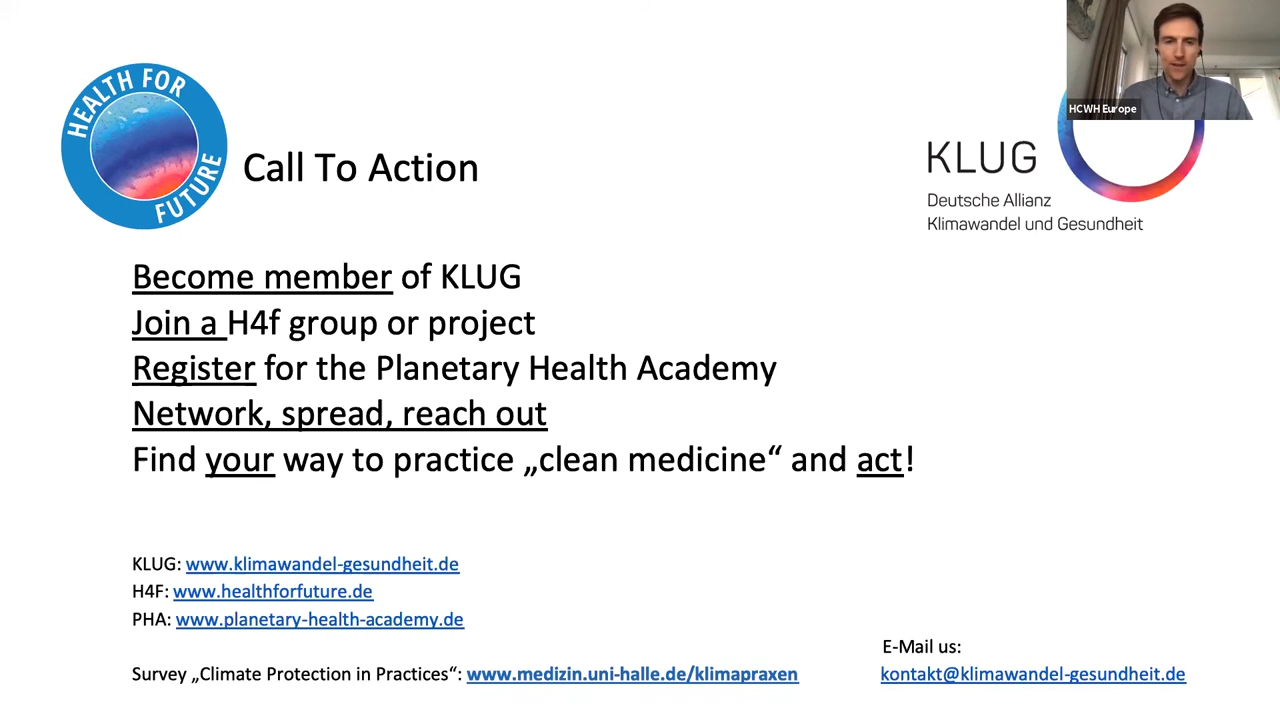 HEALTH FOR
FUTURE
Call To Action
HCWH Europe
KLUG
Deutsche Allianz
Klimawandel und Gesundheit
Become member of KLUG
Join a H4f group or project
Register for the Planetary Health Academy
Network, spread, reach out
Find your way to practice „clean medicine“ and act!
KLUG: www.klimawandel-gesundheit.de
H4F: www.healthforfuture.de
PHA: www.planetary-health-academy.de
Survey „Climate Protection in Practices“: www.medizin.uni-halle.de/klimapraxen
E-Mail us:
kontakt@klimawandel-gesundheit.de